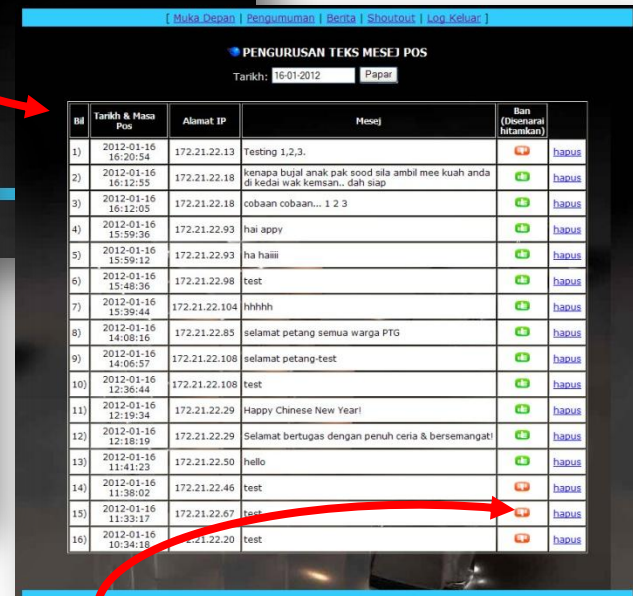 [ Muka Depan | Pengumuman | Berita | Shoutout | Log Keluar ]
PENGURUSAN TEKS MESEJ POS
Tarikh: 16-01-2012 Papar
Bil Tarikh & Masa Pos Alamat IP Mesej Ban (Disenarai hitamkan)
1) 2012-01-16 16:20:54 172.21.22.13 Testing 1,2,3. hapus
2) 2012-01-16 16:12:55 172.21.22.18 kenapa bujal anak pak sood sila ambil mee kuah anda di kedai wak kemsan.. dah siap hapus
3) 2012-01-16 16:12:05 172.21.22.18 cobaan cobaan... 1 2 3 hapus
4) 2012-01-16 15:59:36 172.21.22.93 hai appy hapus
5) 2012-01-16 15:59:12 172.21.22.93 ha haiiii hapus
6) 2012-01-16 15:48:36 172.21.22.98 test hapus
7) 2012-01-16 15:39:44 172.21.22.104 hhhhh hapus
8) 2012-01-16 14:08:16 172.21.22.85 selamat petang semua warga PTG hapus
9) 2012-01-16 14:06:57 172.21.22.108 selamat petang-test hapus
10) 2012-01-16 12:36:44 172.21.22.108 test hapus
11) 2012-01-16 12:19:34 172.21.22.29 Happy Chinese New Year! hapus
12) 2012-01-16 12:18:19 172.21.22.29 Selamat bertugas dengan penuh ceria & bersemangat! hapus
13) 2012-01-16 11:41:23 172.21.22.50 hello hapus
14) 2012-01-16 11:38:02 172.21.22.46 test hapus
15) 2012-01-16 11:33:17 172.21.22.67 test hapus
16) 2012-01-16 10:34:18 .21.22.20 test hapus